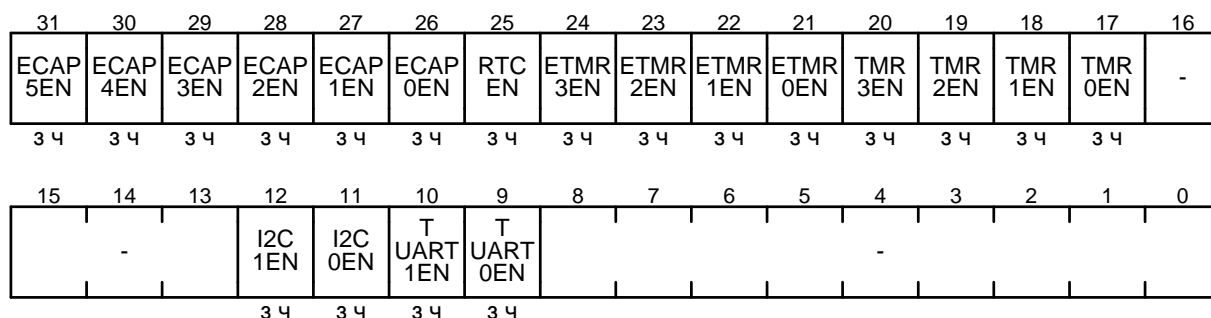 31 30 29 28 27 26 25 24 23 22 21 20 19 18 17 16
ECAP ECAP ECAP ECAP ECAP ECAP RTC ETMR ETMR ETMR ETMR TMR TMR TMR TMR -
5EN 4EN 3EN 2EN 1EN 0EN EN 3EN 2EN 1EN 0EN 3EN 2EN 1EN 0EN
з ч з ч з ч з ч з ч з ч з ч з ч з ч з ч з ч з ч з ч з ч з ч
15 14 13 12 11 10 9 8 7 6 5 4 3 2 1 0
- I2C I2C T T -
1EN 0EN UART UART
1EN 0EN
з ч з ч з ч з ч